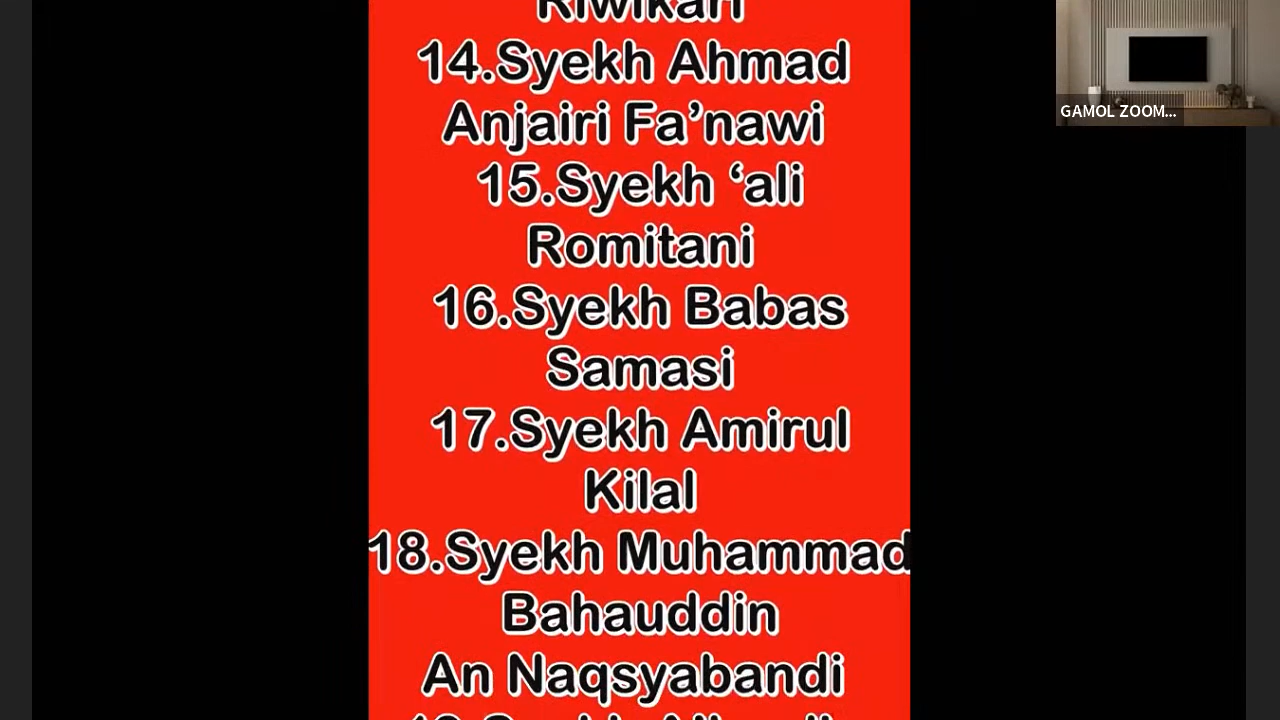 Riwikari
14.Syekh Ahmad
Anjairi Fa’nawi
15.Syekh ‘ali
Romitani
16.Syekh Babas
Samasi
17.Syekh Amirul
Kilal
18.Syekh Muhammad
Bahauddin
An Naqsyabandi
GAMOL ZOOM...